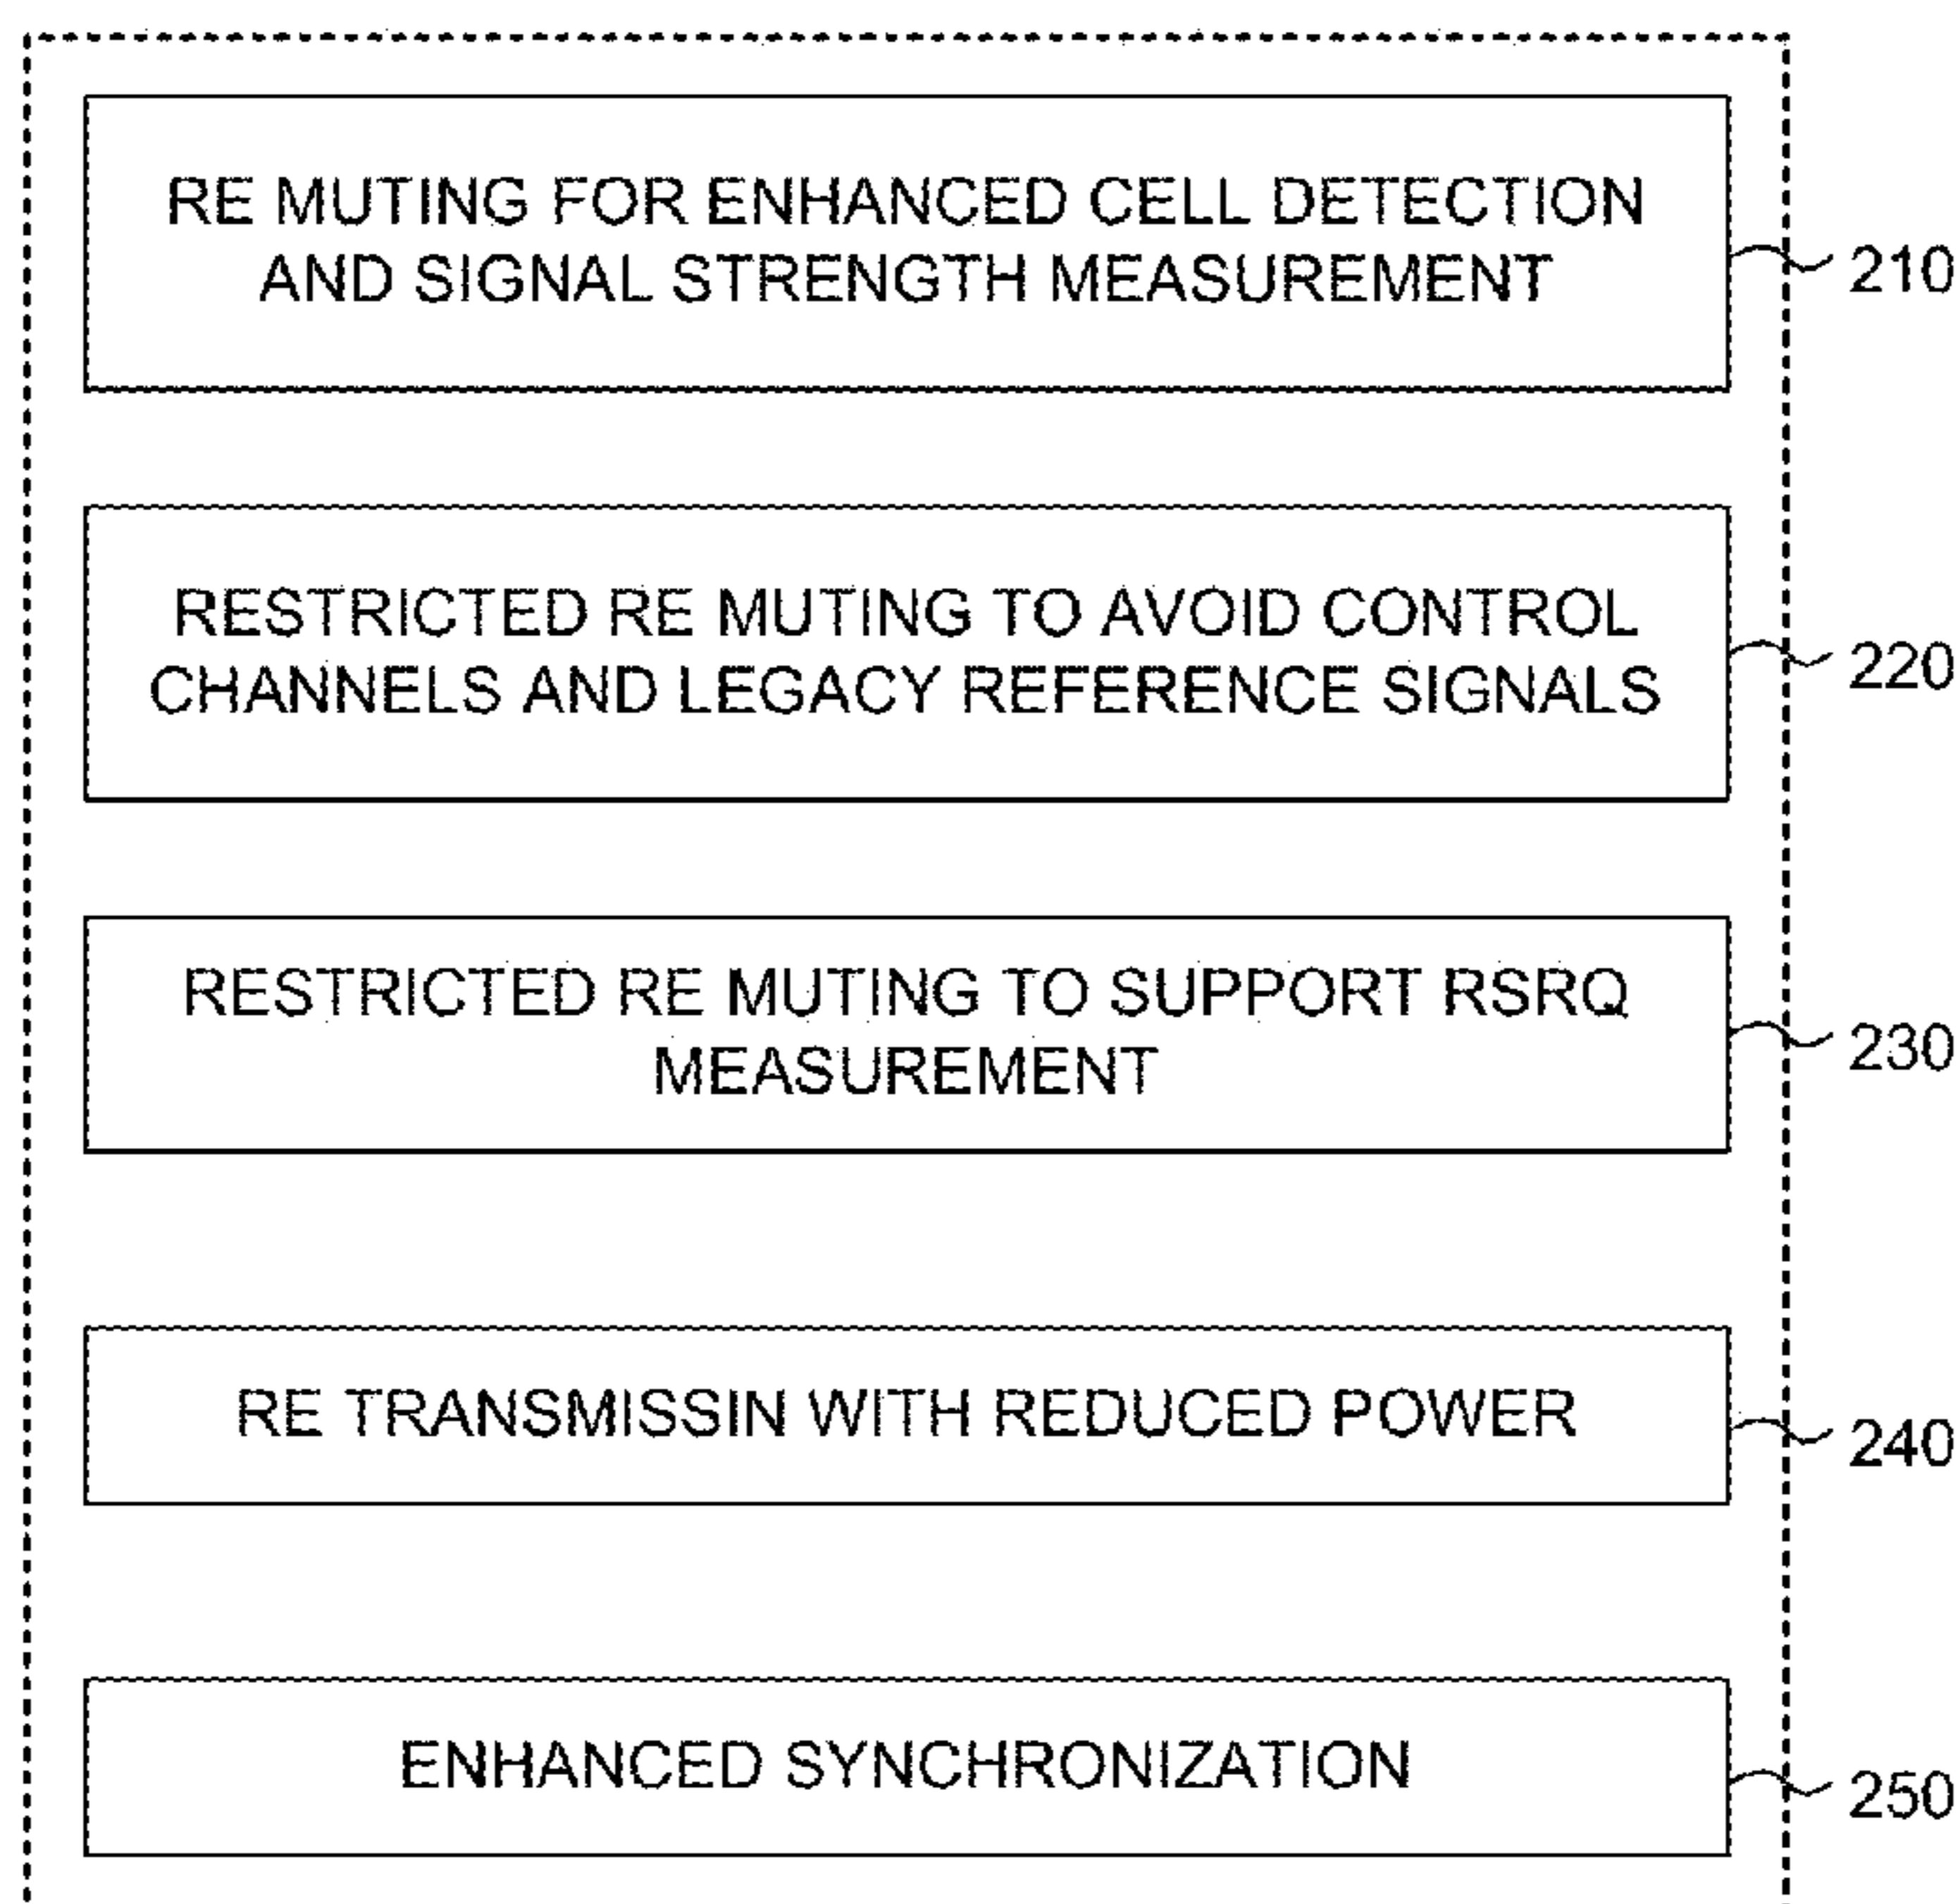 RE MUTING FOR ENHANCED CELL DETECTION
AND SIGNAL STRENGTH MEASUREMENT
210
RESTRICTED RE MUTING TO AVOID CONTROL
CHANNELS AND LEGACY REFERENCE SIGNALS
220
RESTRICTED RE MUTING TO SUPPORT RSRQ
MEASUREMENT
230
RE TRANSMISSIN WITH REDUCED POWER
240
ENHANCED SYNCHRONIZATION
250